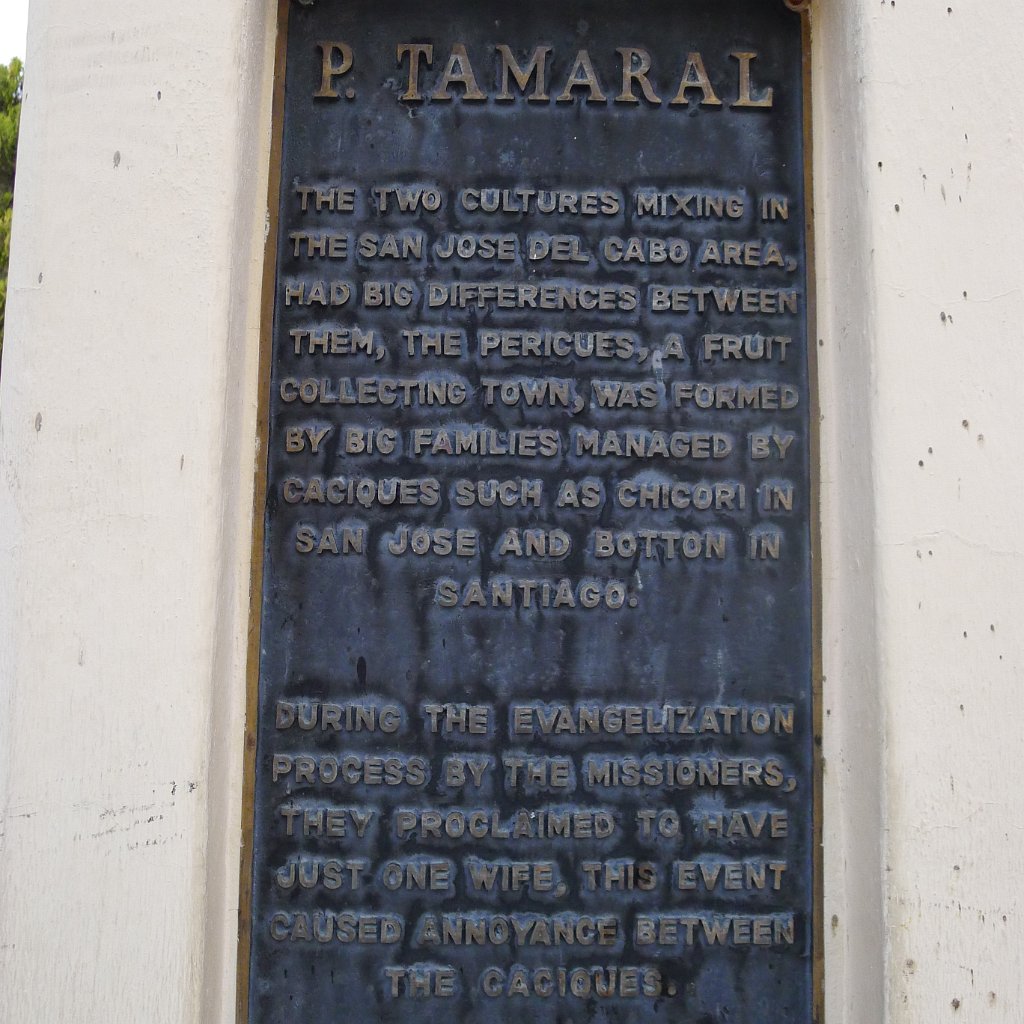 P. TAMARAL
THE TWO CULTURES MIXING IN
THE SAN JOSE DEL CABO AREA,
HAD BIG DIFFERENCES BETWEEN
THEM, THE PERICUES, A FRUIT
COLLECTING TOWN, WAS FORMED
BY BIG FAMILIES MANAGED BY
CACIQUES SUCH AS CHICORI IN
SAN JOSE AND BOTTON IN
SANTIAGO.
DURING THE EVANGELIZATION
PROCESS BY THE MISSIONERS,
THEY PROCLAIMED TO HAVE
JUST ONE WIFE, THIS EVENT
CAUSED ANNOYANCE BETWEEN
THE CACIQUES.